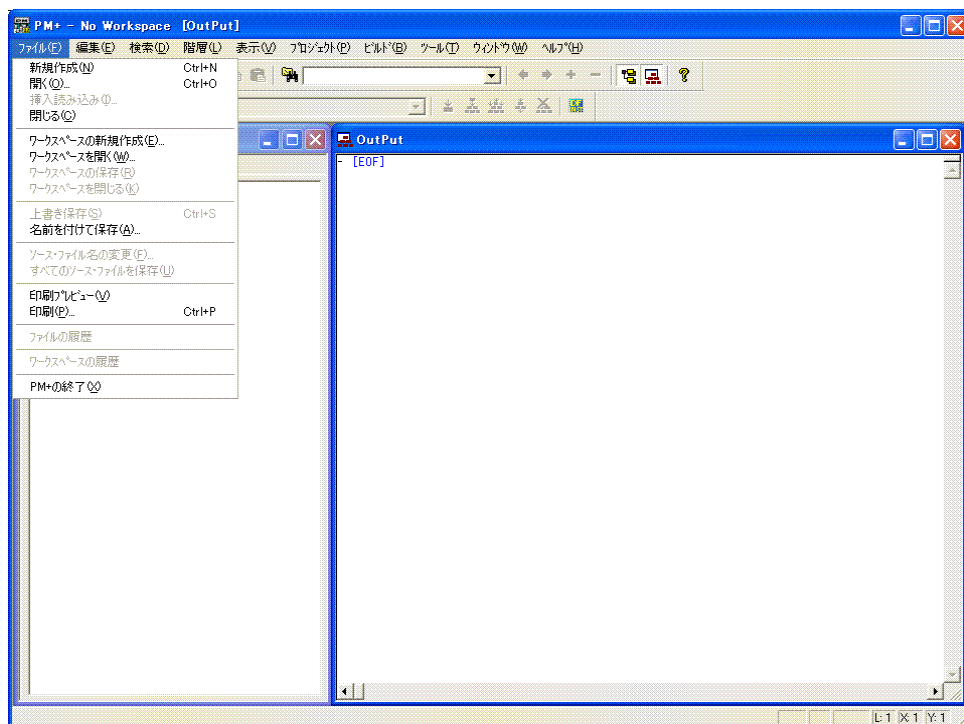 PM+ - No Workspace [OutPut]
ファイル(F) 編集(E) 検索(D) 階層(L) 表示(V) プロジェクト(P) ビルド(B) ツール(T) ウィンドウ(W) ヘルプ(H)
新規作成(N) Ctrl+N
開く(O)... Ctrl+O
挿入読み込み(I)...
閉じる(C)
ワークスペースの新規作成(E)...
ワークスペースを開く(W)...
ワークスペースの保存(R)
ワークスペースを閉じる(K)
上書き保存(S) Ctrl+S
名前を付けて保存(A)...
ソース・ファイル名の変更(F)...
すべてのソース・ファイルを保存(U)
印刷プレビュー(V)
印刷(P)... Ctrl+P
ファイルの履歴
ワークスペースの履歴
PM+の終了(X)
OutPut
[EOF]
L:1 X:1 Y:1